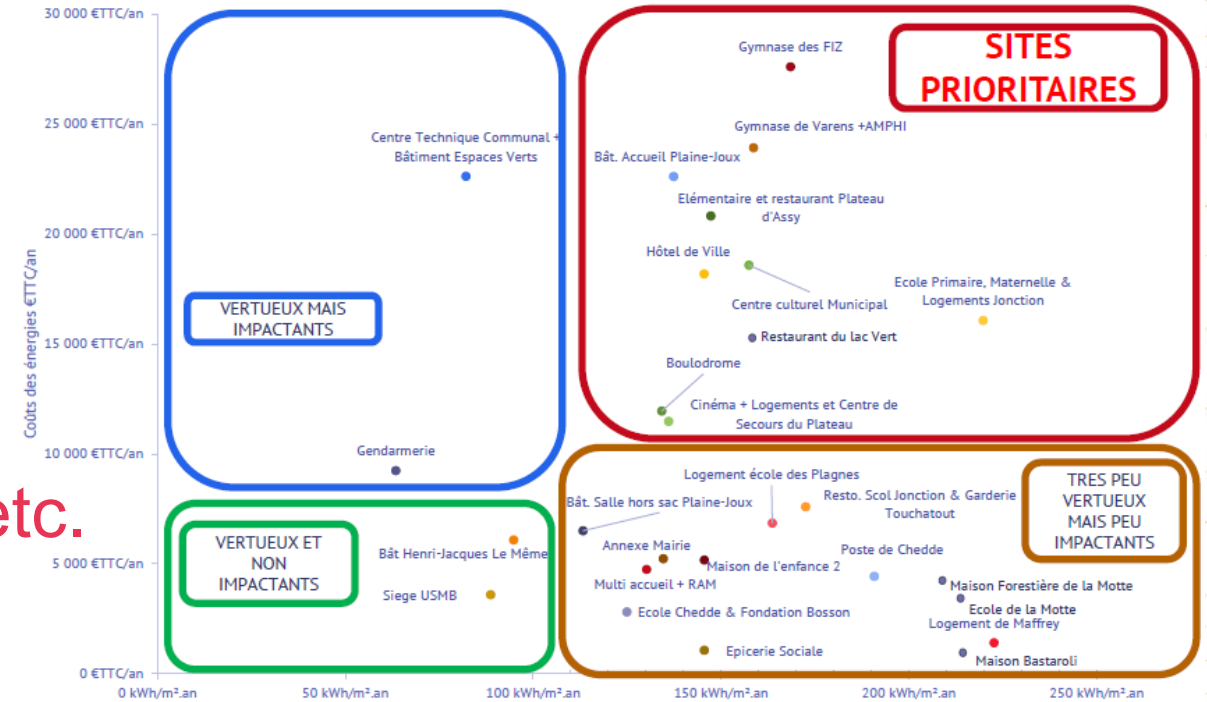 30 000 €TTC/an
25 000 €TTC/an
20 000 €TTC/an
15 000 €TTC/an
10 000 €TTC/an
5 000 €TTC/an
0 €TTC/an
Coûts des énergies €TTC/an
etc.
Centre Technique Communal +
Bâtiment Espaces Verts
VERTUEUX MAIS
IMPACTANTS
Gendarmerie
SITES
PRIORITAIRES
Gymnase des FIZ
Gymnase de Varens +AMPHI
Bât. Accueil Plaine-Joux
Elémentaire et restaurant Plateau
d'Assy
Hôtel de Ville
Centre culturel Municipal
Ecole Primaire, Maternelle &
Logements Jonction
Restaurant du lac Vert
Boulodrome
Cinéma + Logements et Centre de
Secours du Plateau
VERTUEUX ET
NON
IMPACTANTS
Bât Henri-Jacques Le Même
Siege USMB
TRES PEU
VERTUEUX
MAIS PEU
IMPACTANTS
Logement école des Plagnes
Bât. Salle hors sac Plaine-Joux
Resto. Scol Jonction & Garderie
Touchatout
Annexe Mairie
Maison de l'enfance 2
Multi accueil + RAM
Poste de Chedde
Maison Forestière de la Motte
Ecole Chedde & Fondation Bosson
Ecole de la Motte
Logement de Maffrey
Epicerie Sociale
Maison Bastaroli
0 kWh/m².an
50 kWh/m².an
100 kWh/m².an
150 kWh/m².an
200 kWh/m².an
250 kWh/m².an